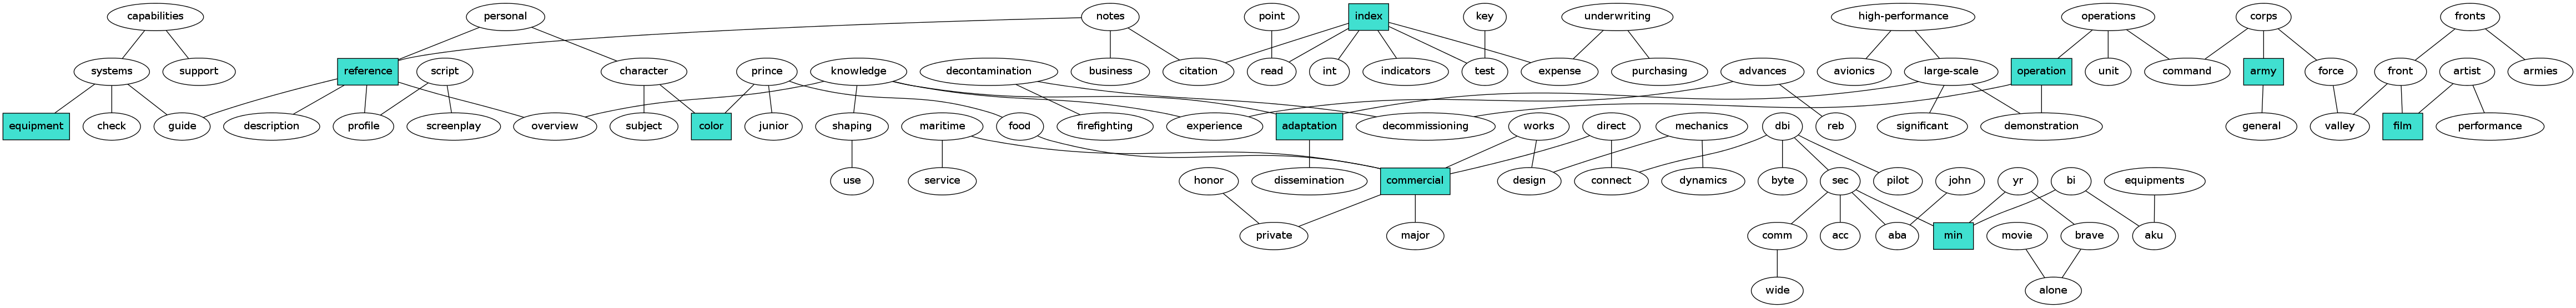 capabilities personal notes point index key underwriting high-performance operations corps fronts
systems support reference script character prince knowledge decontamination business citation read int indicators test expense purchasing advances avionics large-scale operation unit command army force front artist armies
equipment check guide description profile screenplay overview subject color junior shaping maritime food firefighting experience adaptation decommissioning works direct mechanics dbi reb significant demonstration general valley film performance
use service honor dissemination commercial design connect dynamics byte sec pilot john yr bi equipments
private major comm acc aba min movie brave aku
wide alone